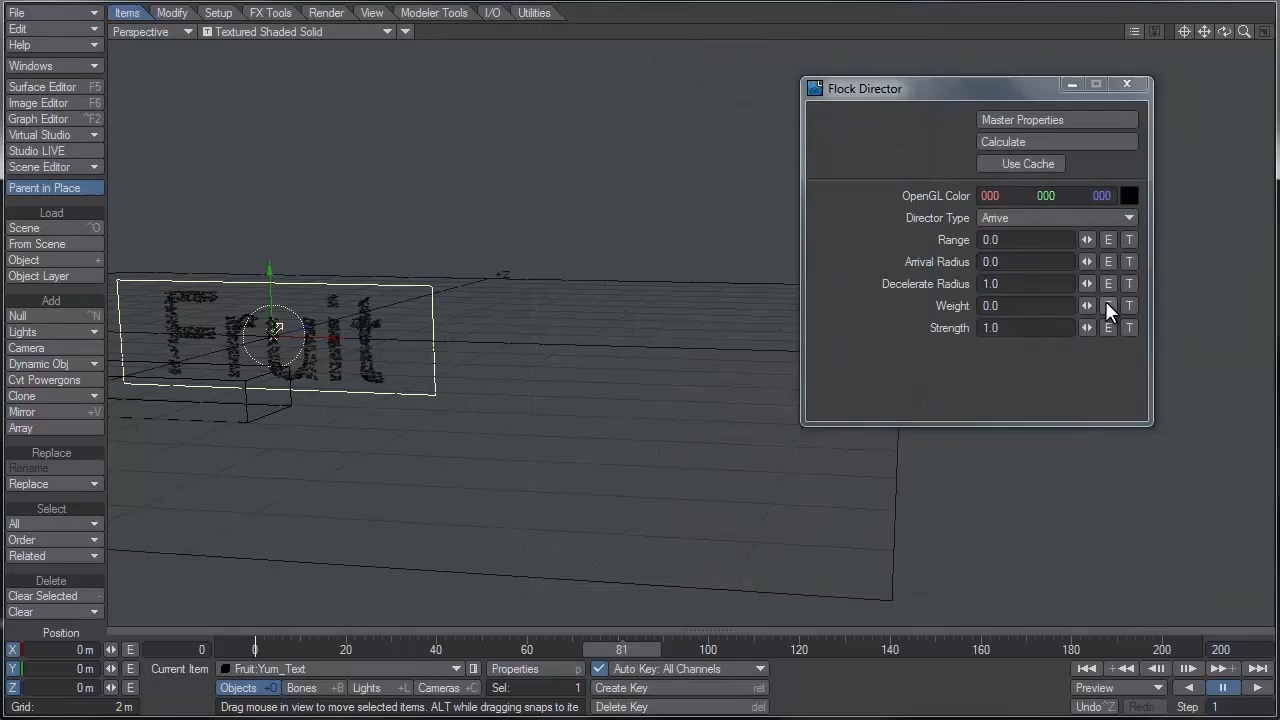 File
Items Modify Setup FX Tools Render View Modeler Tools I/O Utilities
Edit
Perspective T Textured Shaded Solid
Help
Windows
Surface Editor F5
Image Editor F6
Graph Editor ^F2
Virtual Studio
Studio LIVE
Scene Editor
Parent in Place
Load
Scene ^O
From Scene
Object +
Object Layer
Add
Null ^N
Lights
Camera
Dynamic Obj
Cvt Powergons
Clone
Mirror +V
Array
Replace
Rename
Replace
Select
All
Order
Related
Delete
Clear Selected -
Clear
+Z
Fruit
Flock Director
Master Properties
Calculate
Use Cache
OpenGL Color 000 000 000
Director Type Arrive
Range 0.0 E T
Arrival Radius 0.0 E T
Decelerate Radius 1.0 E T
Weight 0.0 E T
Strength 1.0 E T
Position
X 0 m E 0 0 20 40 60 81 100 120 140 160 180 200 200
Y 0 m E Current Item Fruit:Yum_Text Properties p Auto Key: All Channels
Z 0 m E Objects +O Bones +B Lights +L Cameras +C Sel: 1 Create Key ret Preview
Grid: 2 m Drag mouse in view to move selected items. ALT while dragging snaps to ite Delete Key del Undo ^Z Redo Step 1